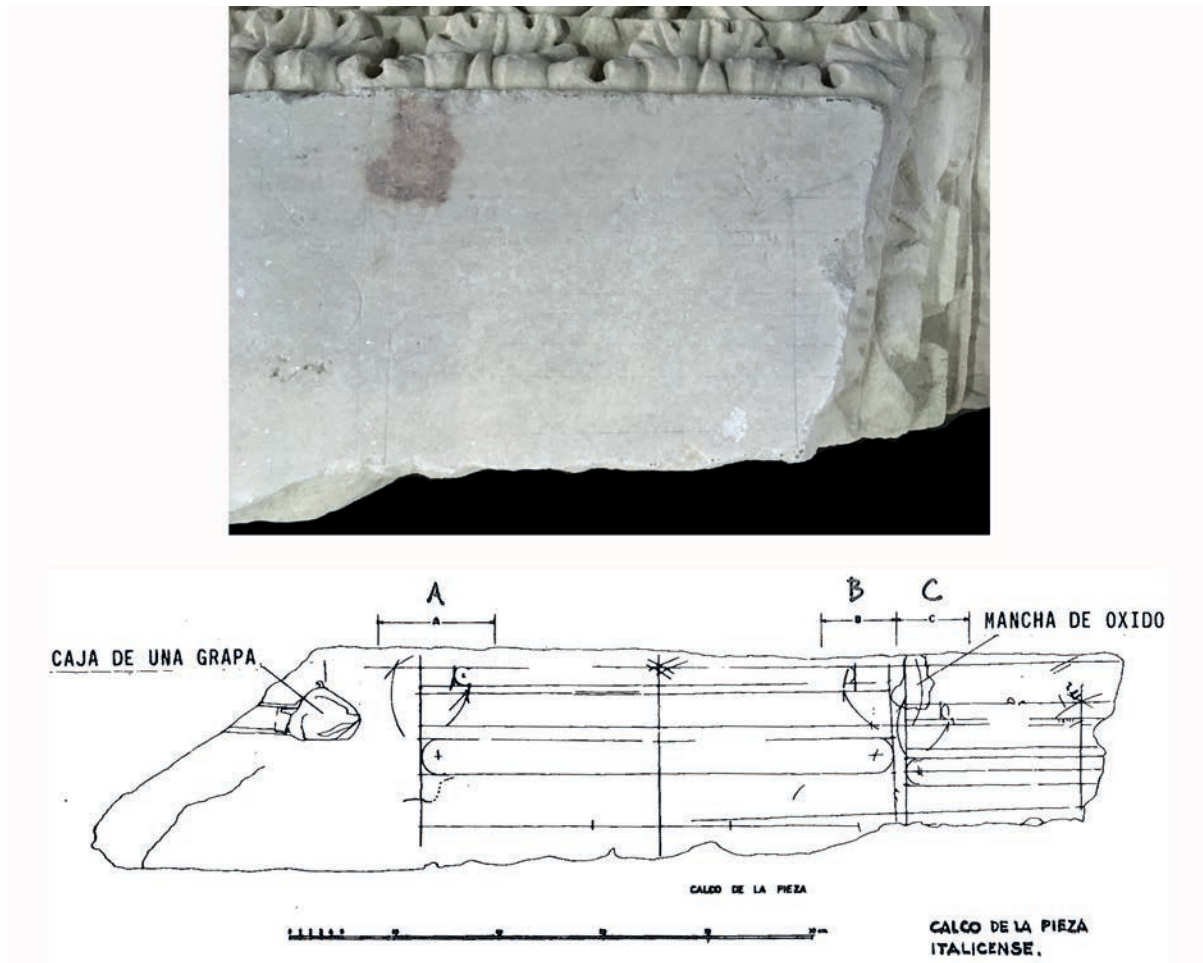 A
B
C
A
B
C
MANCHA DE OXIDO
CAJA DE UNA GRAPA
CALCO DE LA PIEZA
CALCO DE LA PIEZA
ITALICENSE.